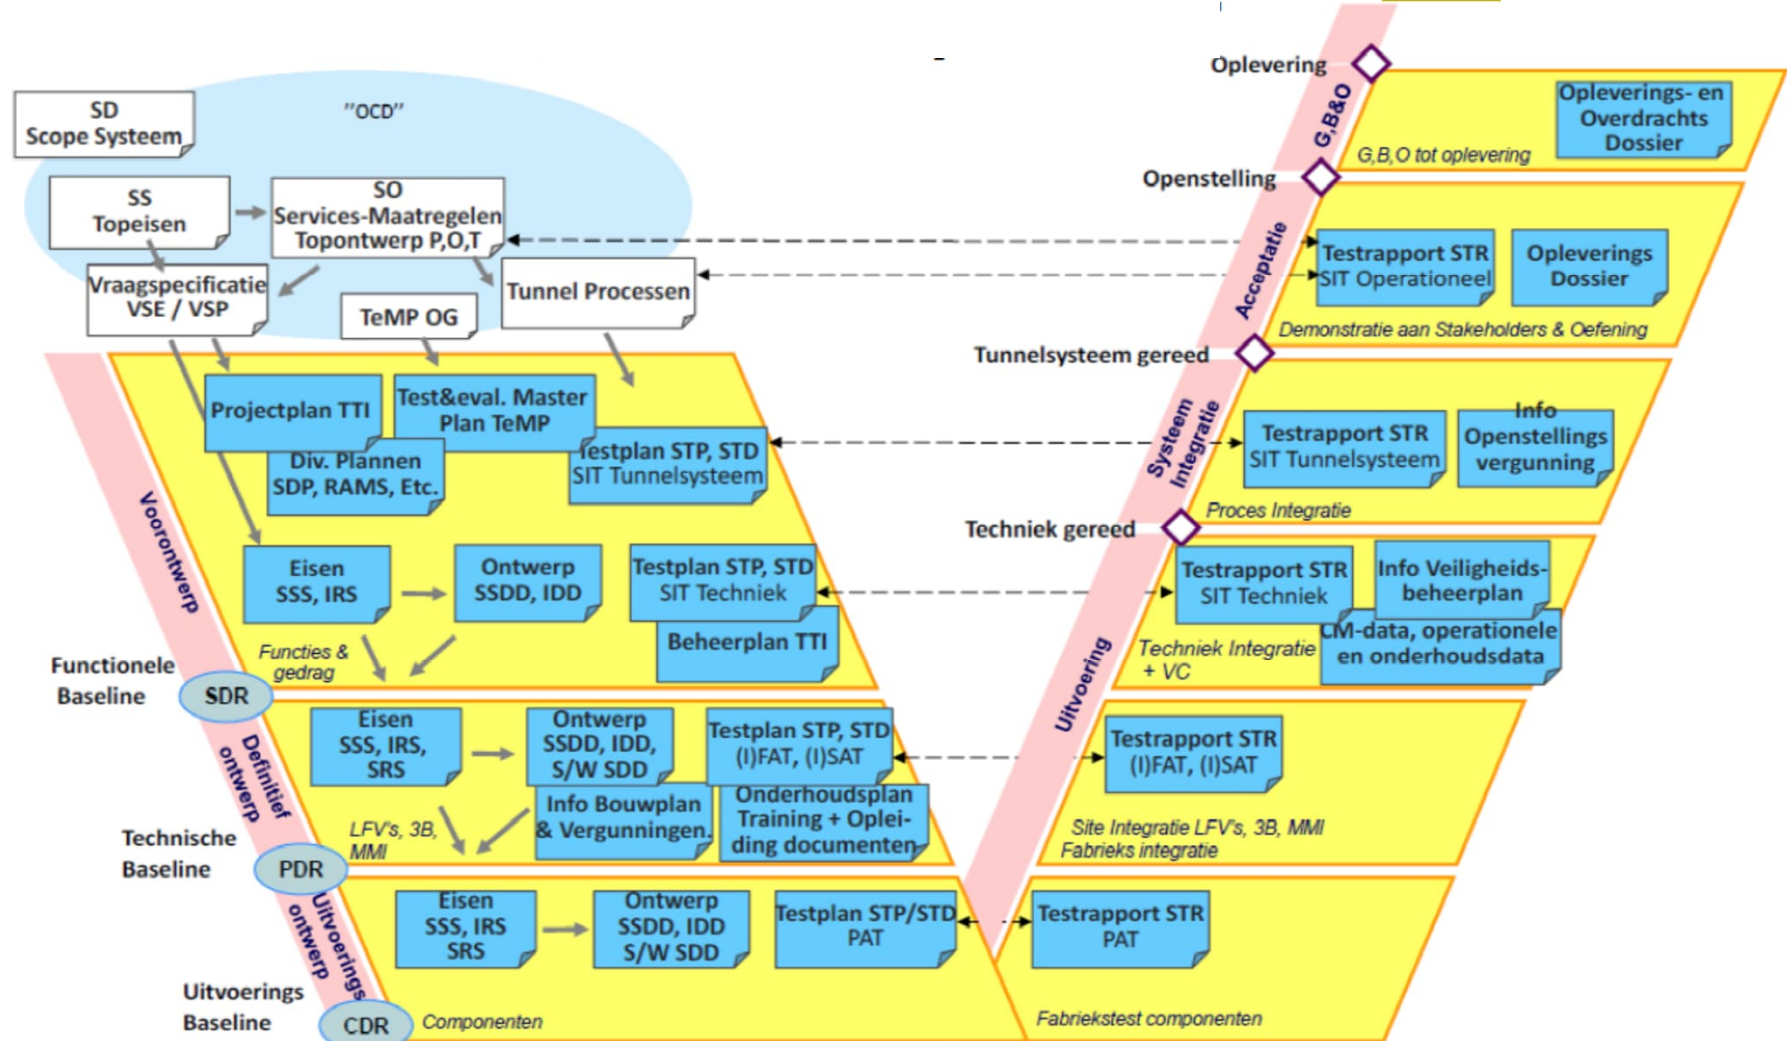 SD
Scope Systeem
"OCD"
SS
Topeisen
SO
Services-Maatregelen
Topontwerp P,O,T
Vraagspecificatie
VSE / VSP
TeMP OG
Tunnel Processen
Projectplan TTI
Test&eval. Master
Plan TeMP
Div. Plannen
SDP, RAMS, Etc.
Testplan STP, STD
SIT Tunnelsysteem
Voorontwerp
Eisen
SSS, IRS
Ontwerp
SSDD, IDD
Testplan STP, STD
SIT Techniek
Beheerplan TTI
Functies &
gedrag
Functionele
Baseline
SDR
Definitief
ontwerp
Eisen
SSS, IRS,
SRS
Ontwerp
SSDD, IDD,
S/W SDD
Testplan STP, STD
(I)FAT, (I)SAT
Info Bouwplan
& Vergunningen.
Onderhoudsplan
Training + Oplei-
ding documenten
LFV's, 3B,
MMI
Technische
Baseline
PDR
Uitvoerings
ontwerp
Eisen
SSS, IRS
SRS
Ontwerp
SSDD, IDD
S/W SDD
Testplan STP/STD
PAT
Uitvoerings
Baseline
CDR
Componenten
Oplevering
G,B&O
Opleverings- en
Overdrachts
Dossier
G,B,O tot oplevering
Openstelling
Acceptatie
Testrapport STR
SIT Operationeel
Opleverings
Dossier
Demonstratie aan Stakeholders & Oefening
Tunnelsysteem gereed
Systeem
Integratie
Testrapport STR
SIT Tunnelsysteem
Info
Openstellings
vergunning
Proces Integratie
Techniek gereed
Uitvoering
Testrapport STR
SIT Techniek
Info Veiligheids-
beheerplan
CM-data, operationele
en onderhoudsdata
Techniek Integratie
+ VC
Testrapport STR
(I)FAT, (I)SAT
Site Integratie LFV's, 3B, MMI
Fabrieks integratie
Testrapport STR
PAT
Fabriekstest componenten